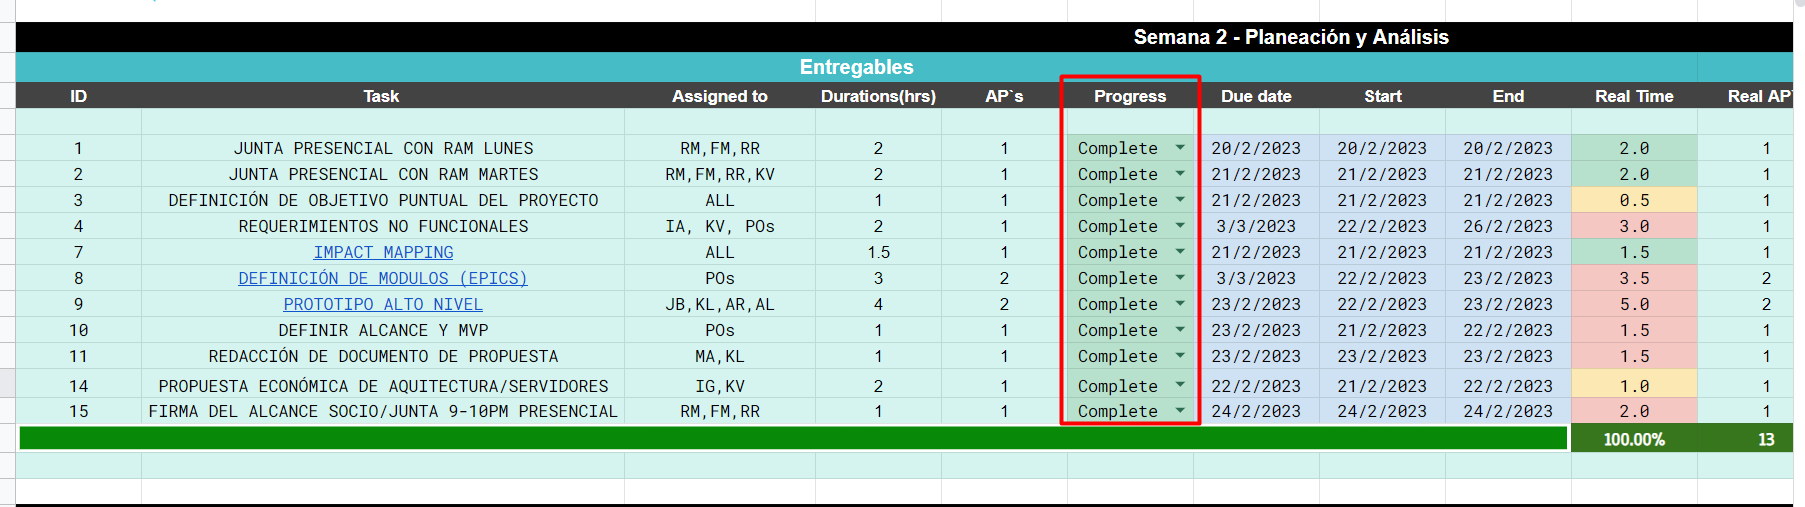 Semana 2 - Planeación y Análisis
Entregables
ID Task Assigned to Durations(hrs) AP`s Progress Due date Start End Real Time Real AP
1 JUNTA PRESENCIAL CON RAM LUNES RM,FM,RR 2 1 Complete 20/2/2023 20/2/2023 20/2/2023 2.0 1
2 JUNTA PRESENCIAL CON RAM MARTES RM,FM,RR,KV 2 1 Complete 21/2/2023 21/2/2023 21/2/2023 2.0 1
3 DEFINICIÓN DE OBJETIVO PUNTUAL DEL PROYECTO ALL 1 1 Complete 21/2/2023 21/2/2023 21/2/2023 0.5 1
4 REQUERIMIENTOS NO FUNCIONALES IA, KV, POs 2 1 Complete 3/3/2023 22/2/2023 26/2/2023 3.0 1
7 IMPACT MAPPING ALL 1.5 1 Complete 21/2/2023 21/2/2023 21/2/2023 1.5 1
8 DEFINICIÓN DE MODULOS (EPICS) POs 3 2 Complete 3/3/2023 22/2/2023 23/2/2023 3.5 2
9 PROTOTIPO ALTO NIVEL JB,KL,AR,AL 4 2 Complete 23/2/2023 22/2/2023 23/2/2023 5.0 2
10 DEFINIR ALCANCE Y MVP POs 1 1 Complete 23/2/2023 21/2/2023 22/2/2023 1.5 1
11 REDACCIÓN DE DOCUMENTO DE PROPUESTA MA,KL 1 1 Complete 23/2/2023 23/2/2023 23/2/2023 1.5 1
14 PROPUESTA ECONÓMICA DE AQUITECTURA/SERVIDORES IG,KV 2 1 Complete 22/2/2023 21/2/2023 22/2/2023 1.0 1
15 FIRMA DEL ALCANCE SOCIO/JUNTA 9-10PM PRESENCIAL RM,FM,RR 1 1 Complete 24/2/2023 24/2/2023 24/2/2023 2.0 1
100.00% 13